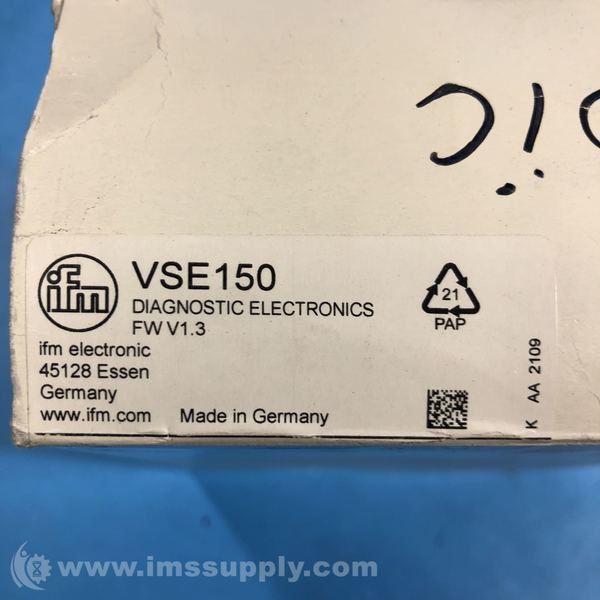 ifm
VSE150
DIAGNOSTIC ELECTRONICS
FW V1.3
ifm electronic
45128 Essen
Germany
www.ifm.com Made in Germany
21
PAP
K AA 2109
© www.imssupply.com/